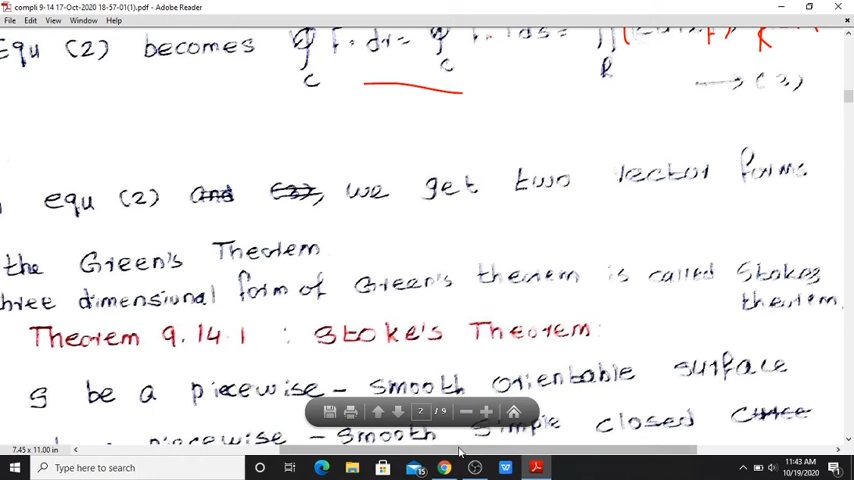 compli 9-14 17-Oct-2020 18-57-01(1).pdf - Adobe Reader
File Edit View Window Help
Equ (2) becomes ∮ F. dr = ∮
C C R
→ (3)
equ (2) and (3), we get two vector forms
the Green's Theorem
three dimensional form of Green's theorem is called Stokes
theorem.
Theorem 9.14.1 : Stoke's Theorem:
S be a piecewise - smooth orientable surface
piecewise - smooth simple closed curve
2 / 9
7.45 x 11.00 in
Type here to search
15
11:43 AM
10/19/2020
1